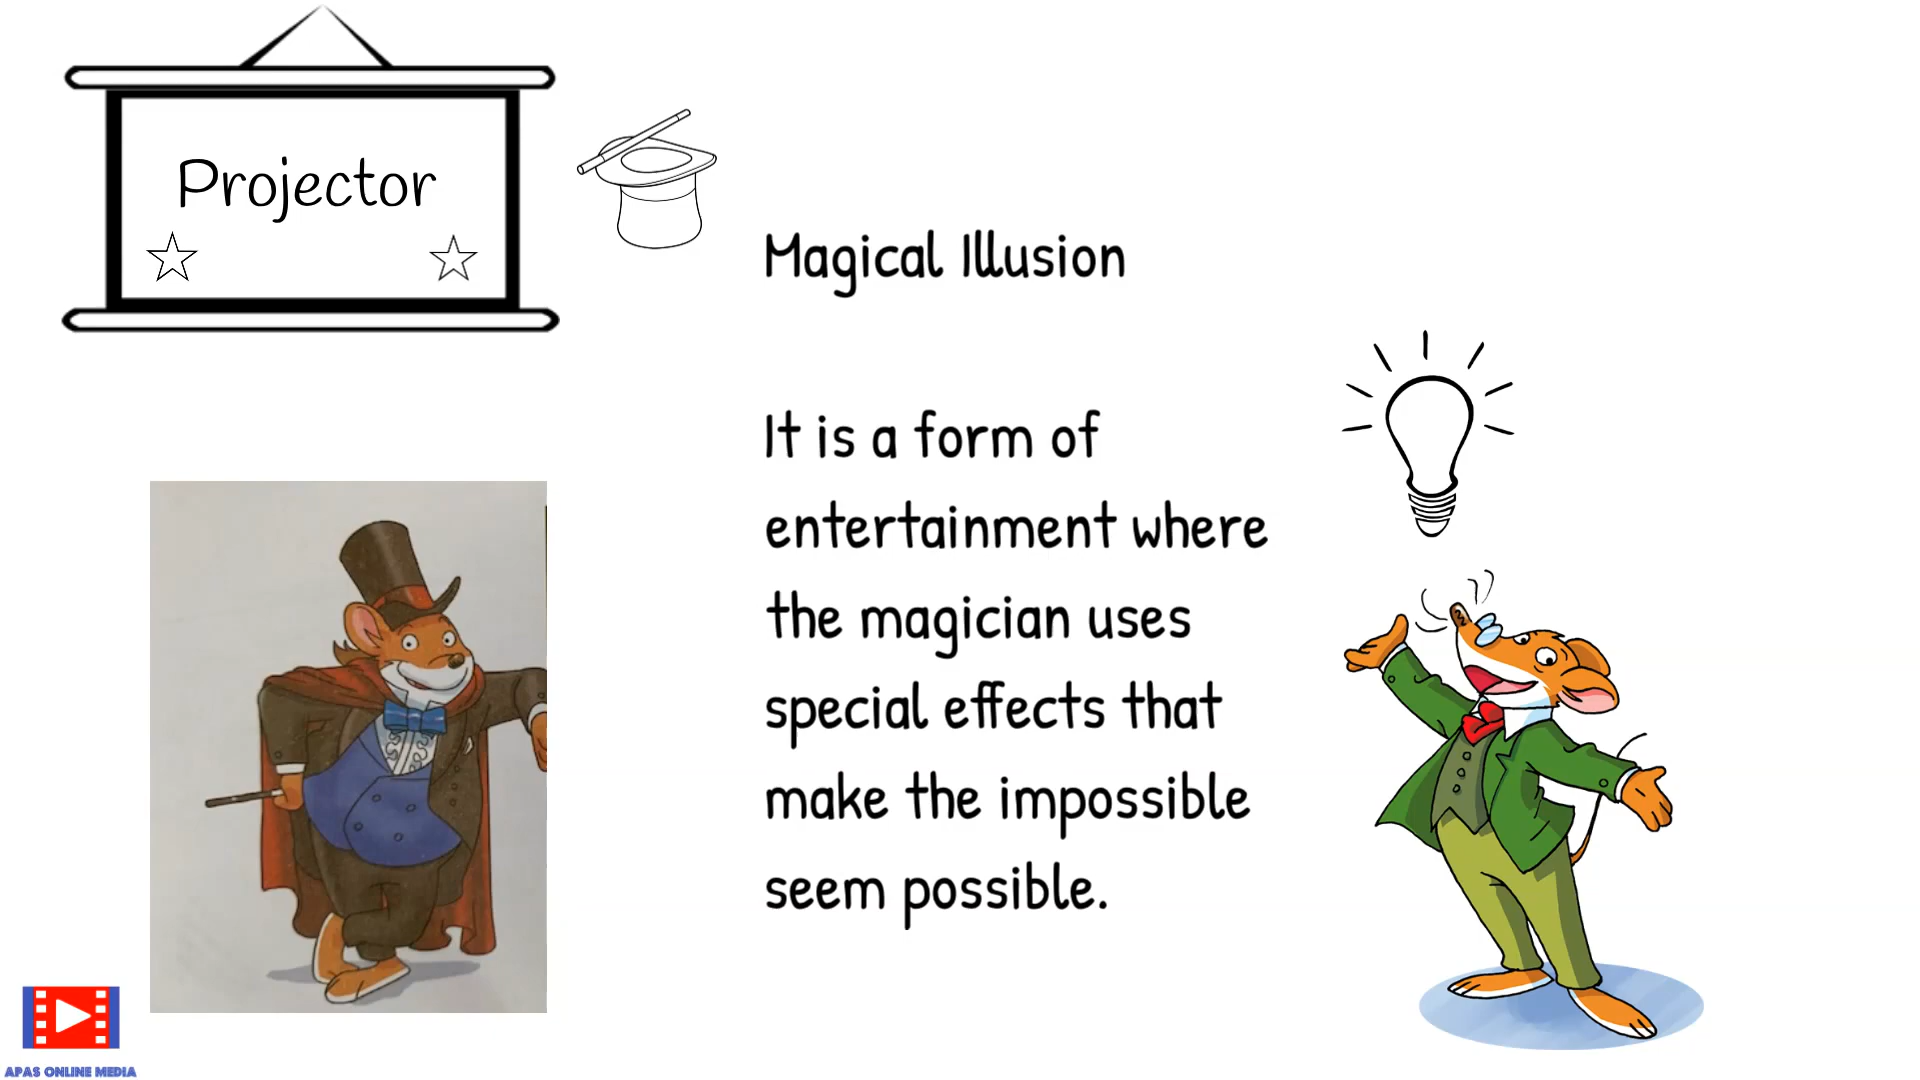 Projector
Magical Illusion
It is a form of
entertainment where
the magician uses
special effects that
make the impossible
seem possible.
APAS ONLINE MEDIA